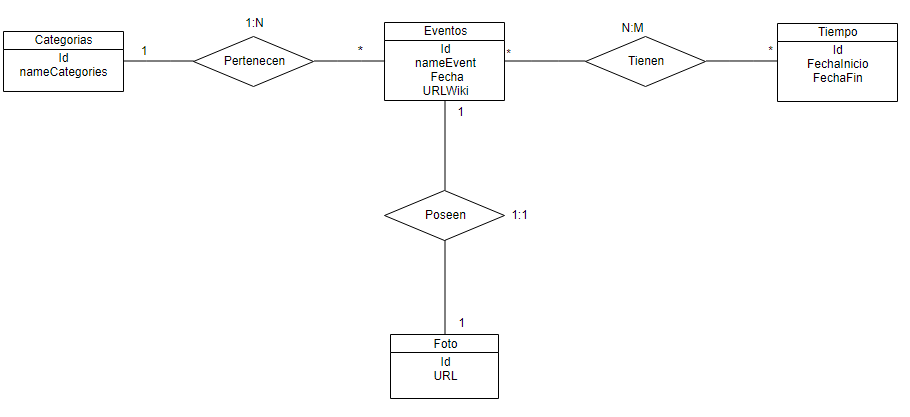 Categorias
Id
nameCategories
1
1:N
Pertenecen
*
Eventos
Id
nameEvent
Fecha
URLWiki
*
N:M
Tienen
*
Tiempo
Id
FechaInicio
FechaFin
1
Poseen
1:1
1
Foto
Id
URL